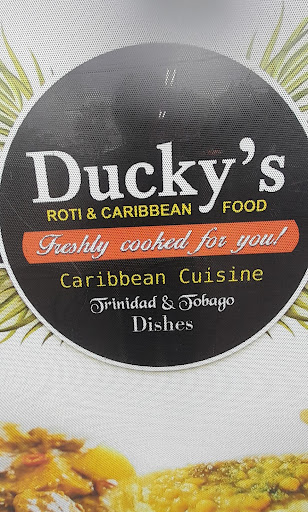 Ducky's
ROTI & CARIBBEAN FOOD
Freshly cooked for you!
Caribbean Cuisine
Trinidad & Tobago
Dishes